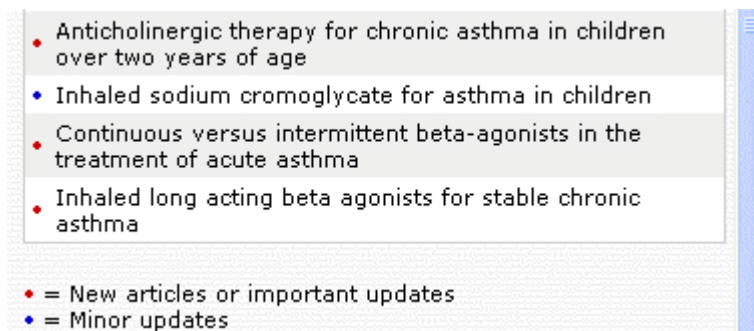 • Anticholinergic therapy for chronic asthma in children
over two years of age
• Inhaled sodium cromoglycate for asthma in children
• Continuous versus intermittent beta-agonists in the
treatment of acute asthma
• Inhaled long acting beta agonists for stable chronic
asthma
• = New articles or important updates
• = Minor updates